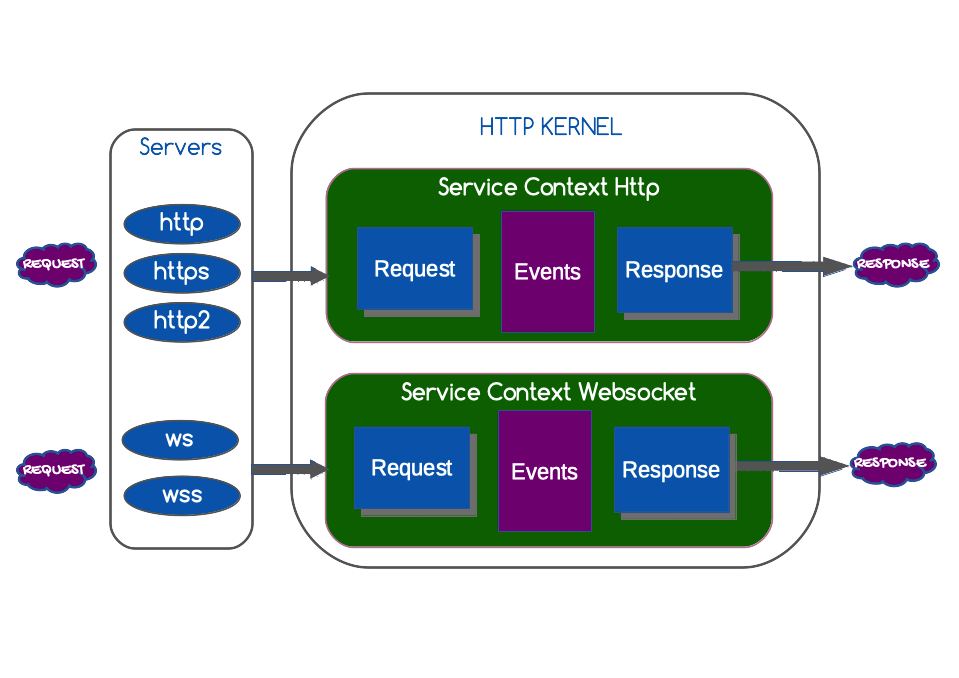 HTTP KERNEL
Servers
http
https
http2
ws
wss
REQUEST
REQUEST
Service Context Http
Request
Events
Response
RESPONSE
Service Context Websocket
Request
Events
Response
RESPONSE